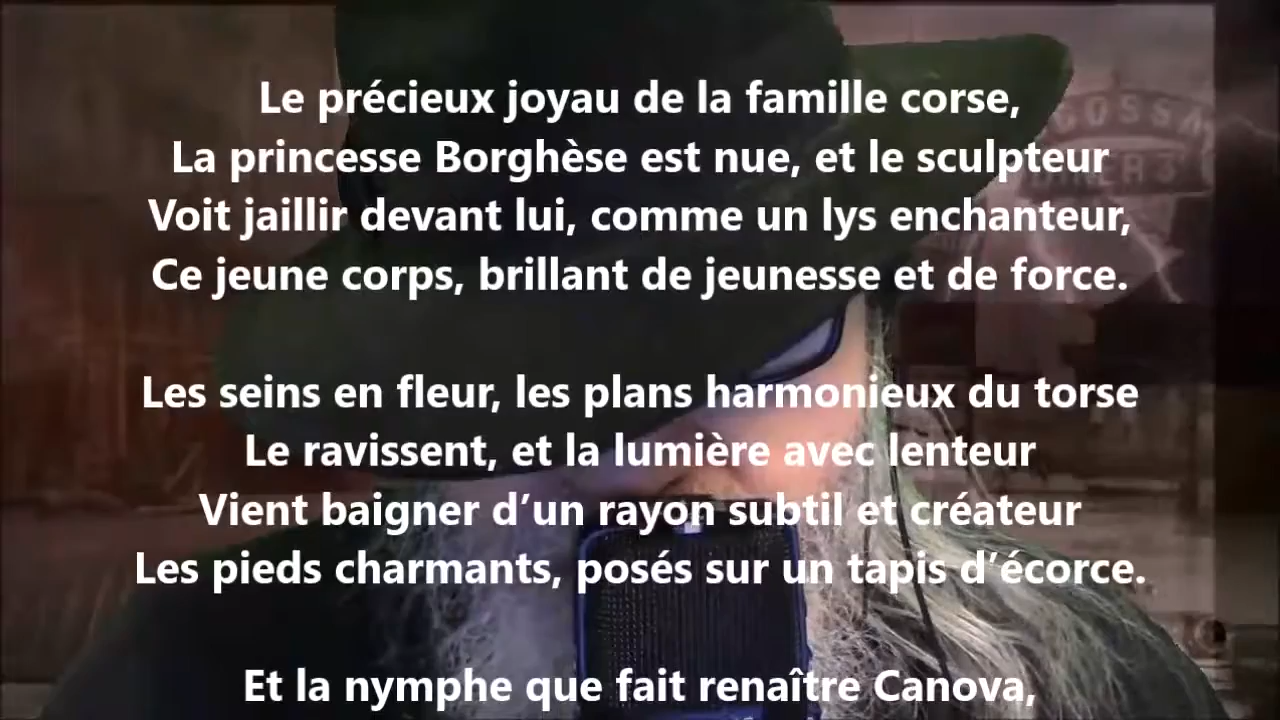 Le précieux joyau de la famille corse,
La princesse Borghèse est nue, et le sculpteur
Voit jaillir devant lui, comme un lys enchanteur,
Ce jeune corps, brillant de jeunesse et de force.
Les seins en fleur, les plans harmonieux du torse
Le ravissent, et la lumière avec lenteur
Vient baigner d’un rayon subtil et créateur
Les pieds charmants, posés sur un tapis d’écorce.
Et la nymphe que fait renaître Canova,